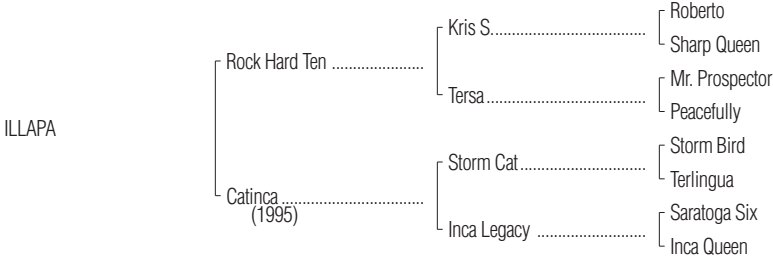 Roberto
Kris S.
Sharp Queen
Rock Hard Ten
Mr. Prospector
Tersa
Peacefully
ILLAPA
Storm Bird
Storm Cat
Terlingua
Catinca
(1995)
Saratoga Six
Inca Legacy
Inca Queen